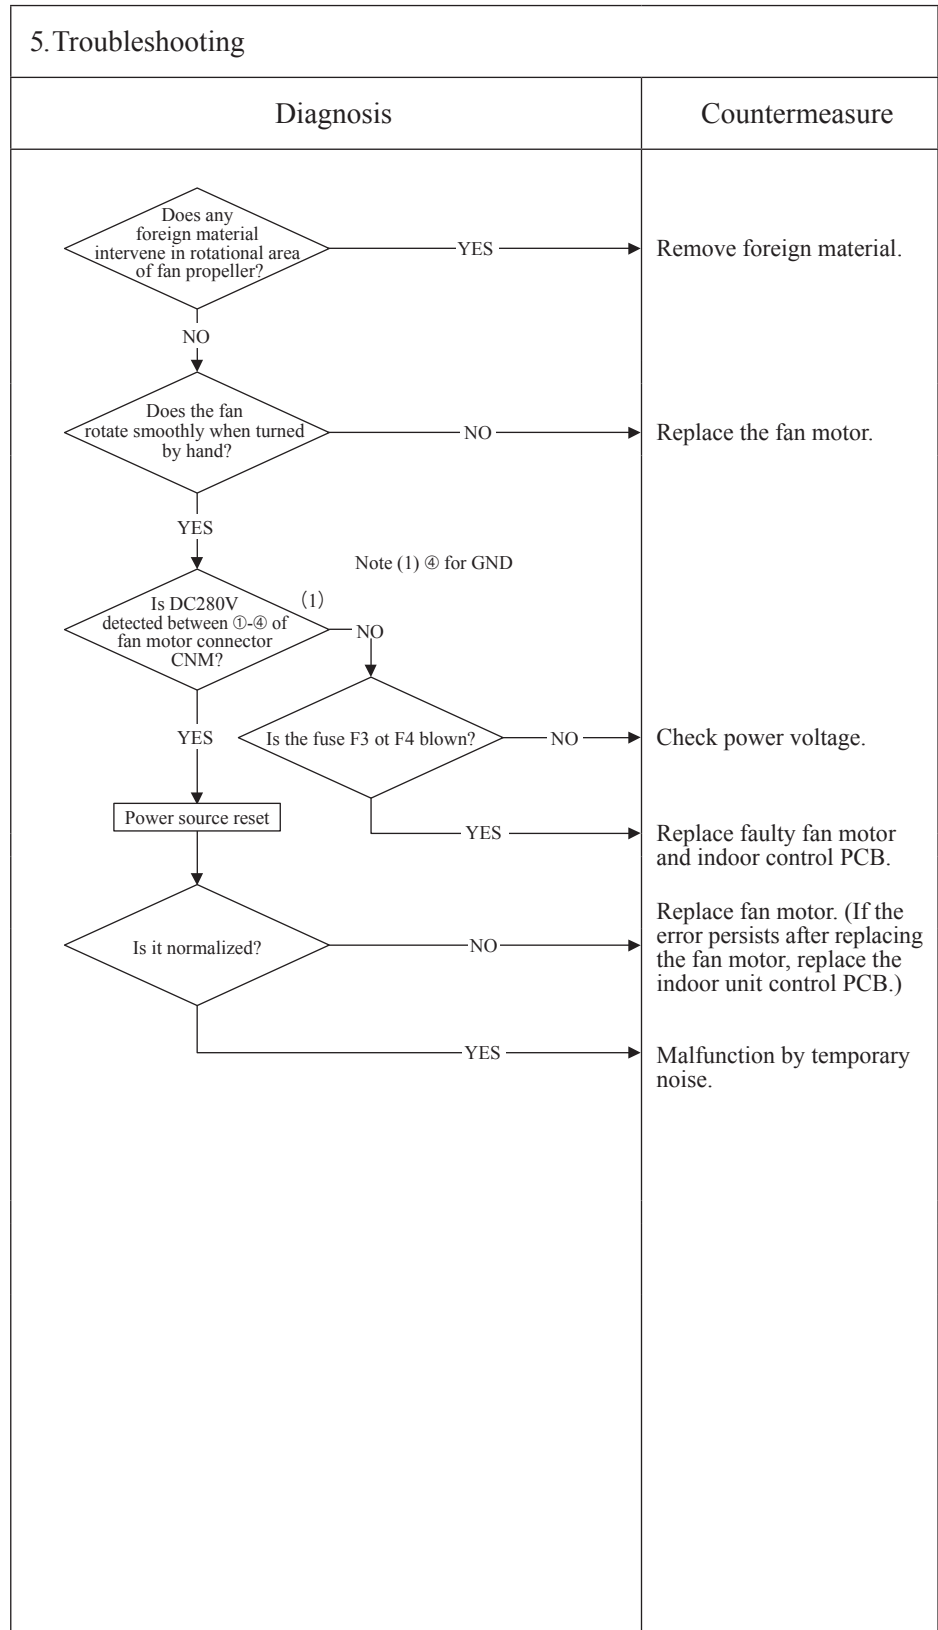 5.Troubleshooting
Diagnosis
Countermeasure
Does any
foreign material
intervene in rotational area
of fan propeller?
YES
Remove foreign material.
NO
Does the fan
rotate smoothly when turned
by hand?
NO
Replace the fan motor.
YES
Note (1) ④ for GND
Is DC280V
detected between ①-④ of
fan motor connector
CNM?
(1)
NO
YES
Is the fuse F3 ot F4 blown?
NO
Check power voltage.
Power source reset
YES
Replace faulty fan motor
and indoor control PCB.
Is it normalized?
NO
Replace fan motor. (If the
error persists after replacing
the fan motor, replace the
indoor unit control PCB.)
YES
Malfunction by temporary
noise.